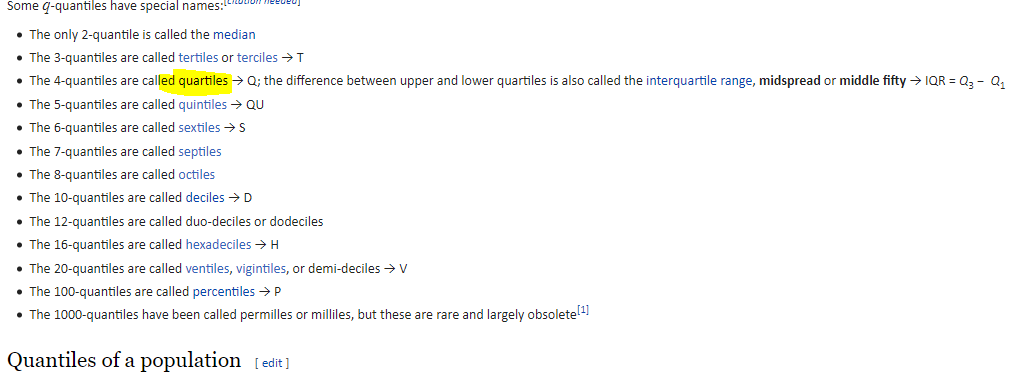 Some q-quantiles have special names:[citation needed]
• The only 2-quantile is called the median
• The 3-quantiles are called tertiles or terciles → T
• The 4-quantiles are called quartiles → Q; the difference between upper and lower quartiles is also called the interquartile range, midspread or middle fifty → IQR = Q₃ − Q₁
• The 5-quantiles are called quintiles → QU
• The 6-quantiles are called sextiles → S
• The 7-quantiles are called septiles
• The 8-quantiles are called octiles
• The 10-quantiles are called deciles → D
• The 12-quantiles are called duo-deciles or dodeciles
• The 16-quantiles are called hexadeciles → H
• The 20-quantiles are called ventiles, vigintiles, or demi-deciles → V
• The 100-quantiles are called percentiles → P
• The 1000-quantiles have been called permilles or milliles, but these are rare and largely obsolete[1]
Quantiles of a population [ edit ]